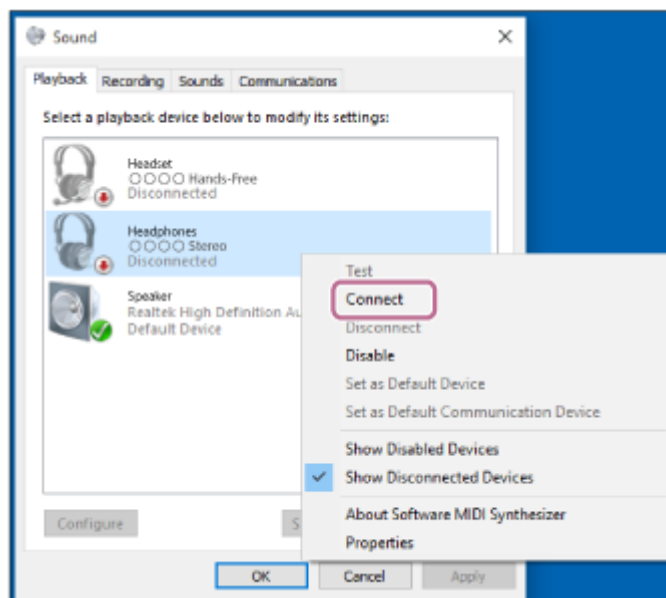 Sound
Playback Recording Sounds Communications
Select a playback device below to modify its settings:
Headset
○○○○ Hands-Free
Disconnected
Headphones
○○○○ Stereo
Disconnected
Speaker
Realtek High Definition Au
Default Device
Test
Connect
Disconnect
Disable
Set as Default Device
Set as Default Communication Device
Show Disabled Devices
Show Disconnected Devices
About Software MIDI Synthesizer
Properties
Configure S
OK Cancel Apply